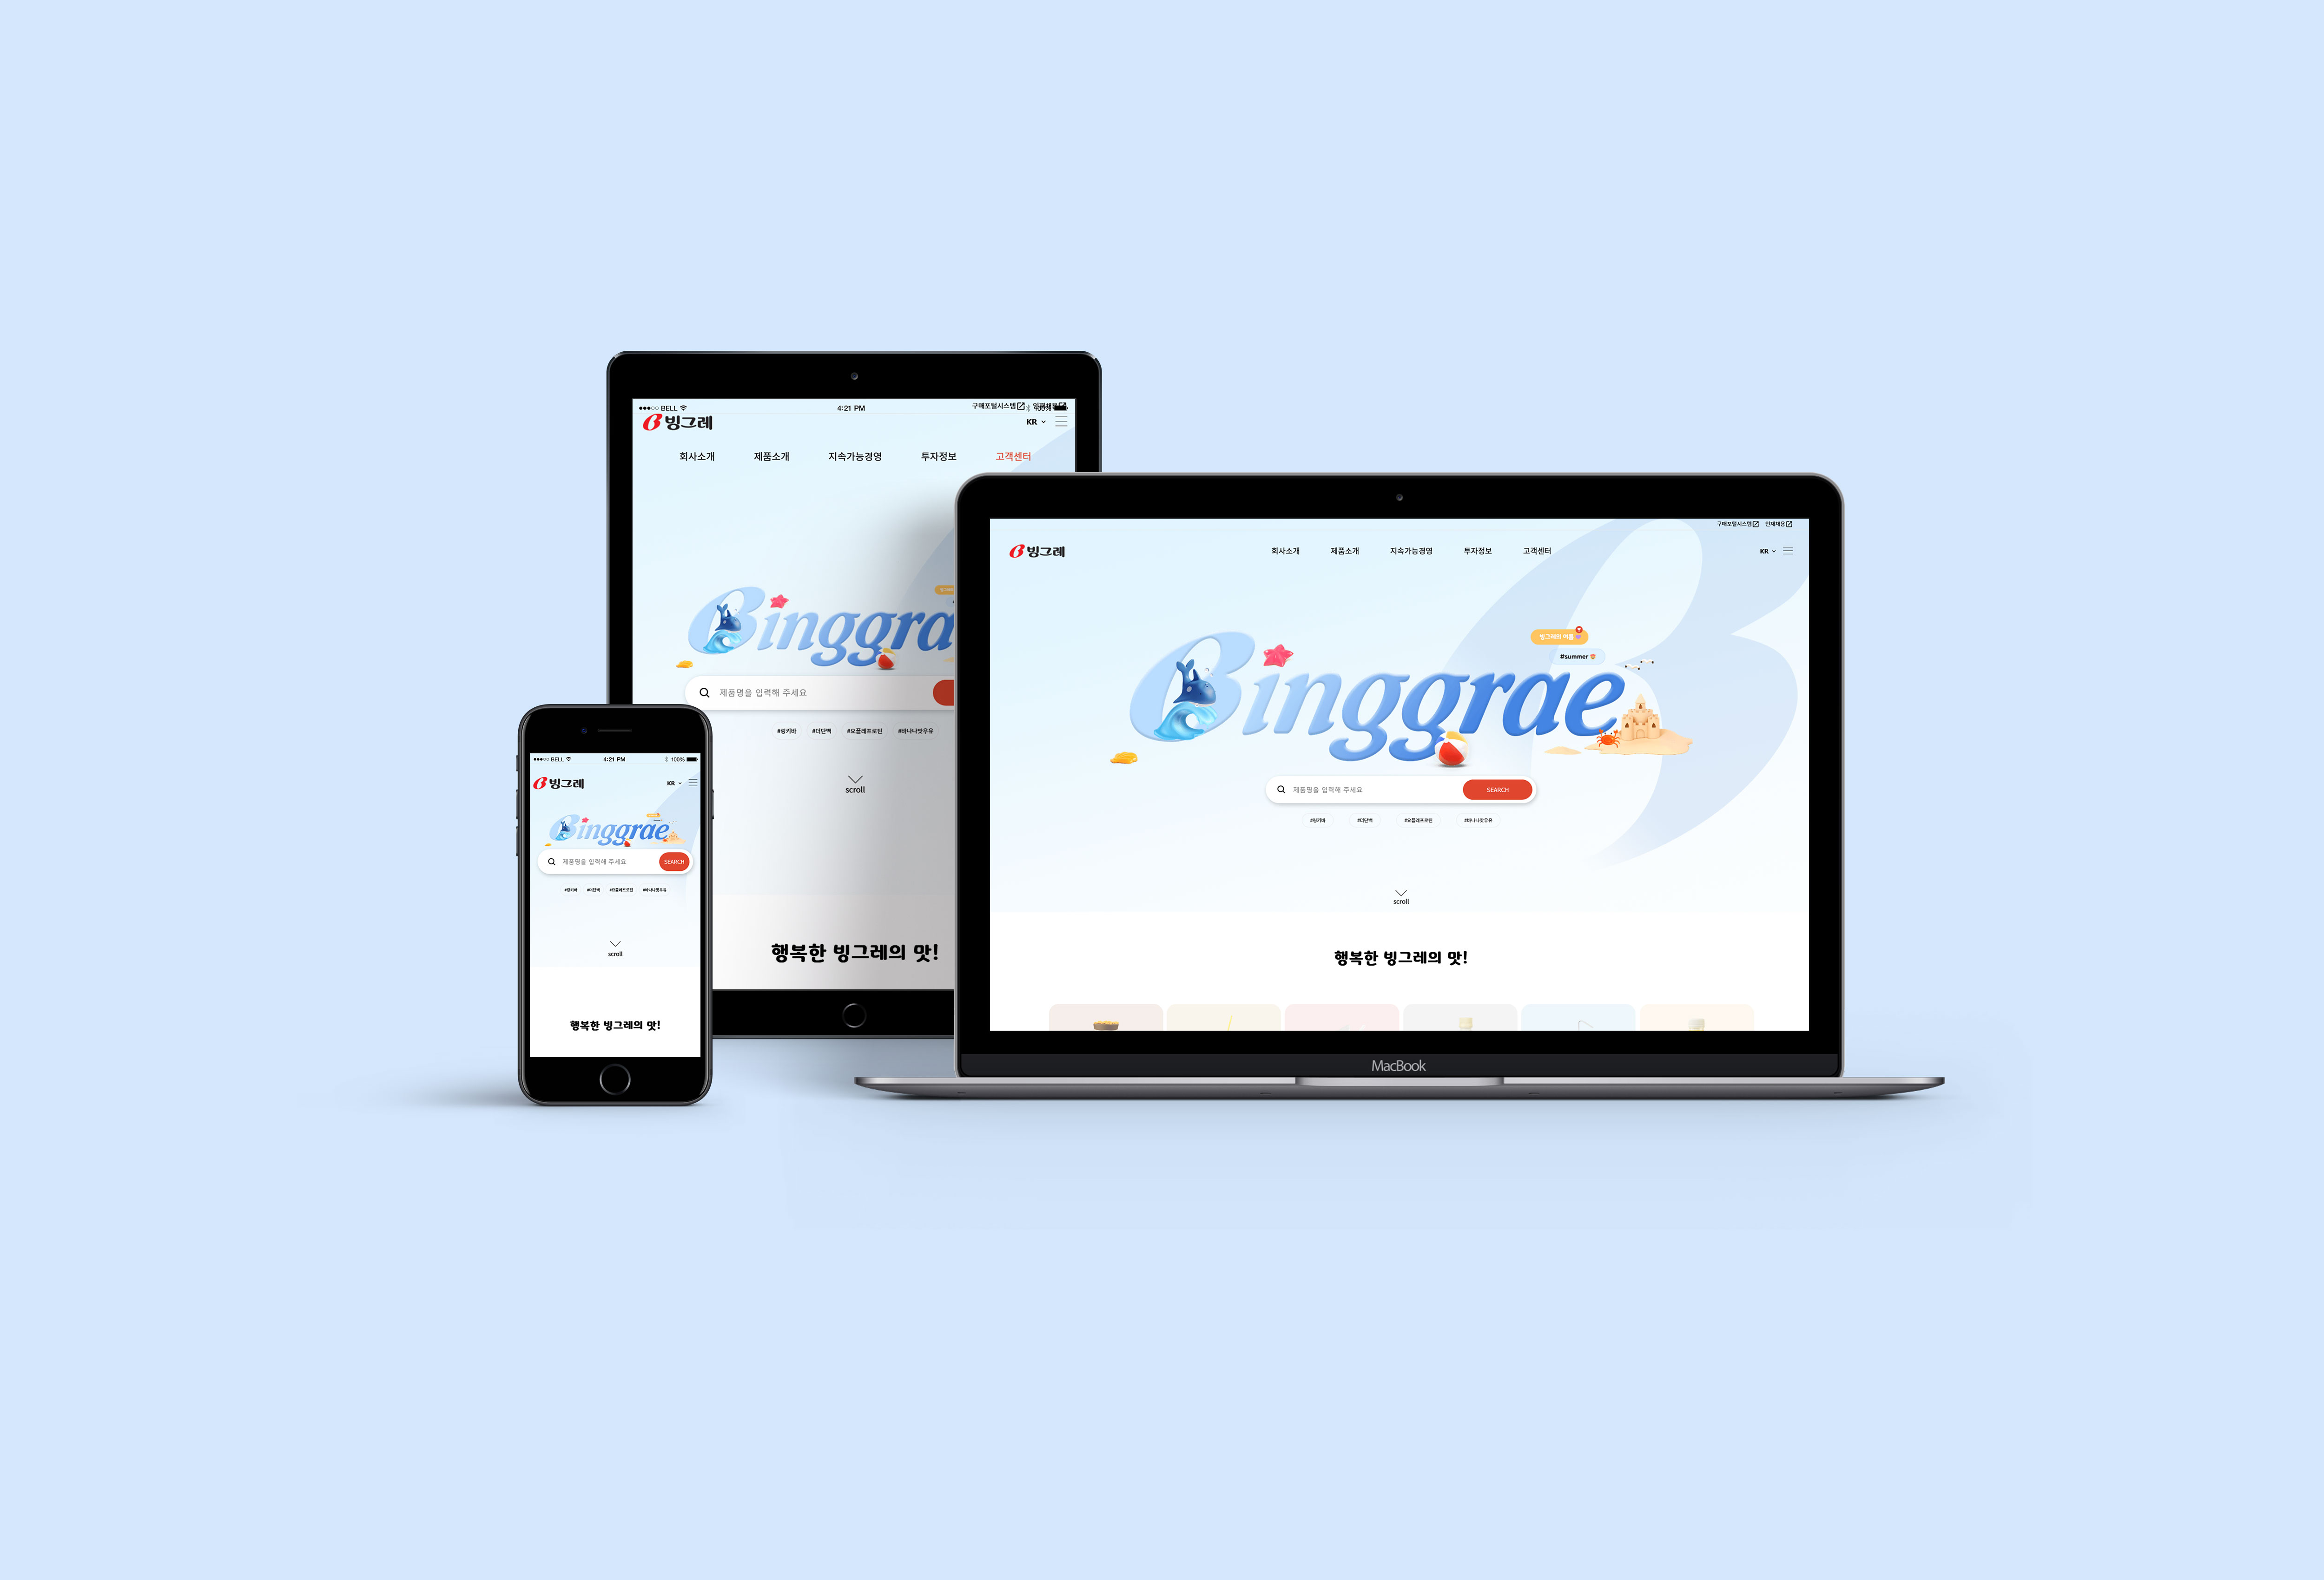 ●●●○○ BELL 4:21 PM 100%
구매포털시스템
빙그레 KR
회사소개 제품소개 지속가능경영 투자정보 고객센터
Binggra
제품명을 입력해 주세요
#링키바 #더단백 #요플레프로틴 #바나나맛우유
scroll
행복한 빙그레의 맛!
●●●○○ BELL 4:21 PM 100%
빙그레 KR
Binggrae
제품명을 입력해 주세요 SEARCH
#링키바 #더단백 #요플레프로틴 #바나나맛우유
scroll
행복한 빙그레의 맛!
구매포털시스템 인재채용
빙그레 회사소개 제품소개 지속가능경영 투자정보 고객센터 KR
빙그레의 여름
#summer
Binggrae
제품명을 입력해 주세요 SEARCH
#링키바 #더단백 #요플레프로틴 #바나나맛우유
scroll
행복한 빙그레의 맛!
MacBook